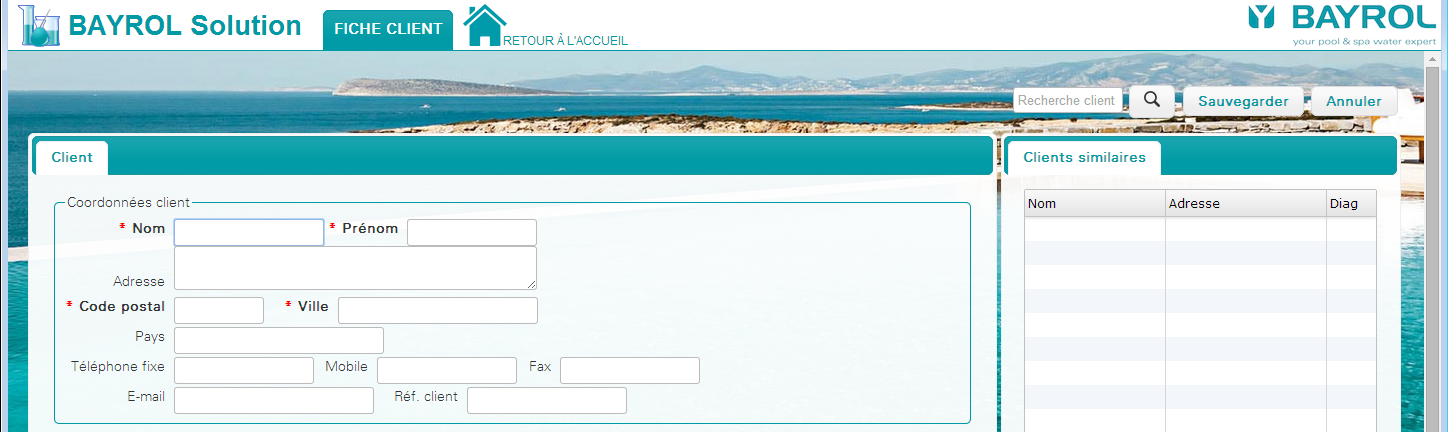 BAYROL Solution
FICHE CLIENT
RETOUR À L'ACCUEIL
BAYROL
your pool & spa water expert
Recherche client
Sauvegarder
Annuler
Client
Clients similaires
Coordonnées client
* Nom
* Prénom
Adresse
* Code postal
* Ville
Pays
Téléphone fixe
Mobile
Fax
E-mail
Réf. client
Nom
Adresse
Diag